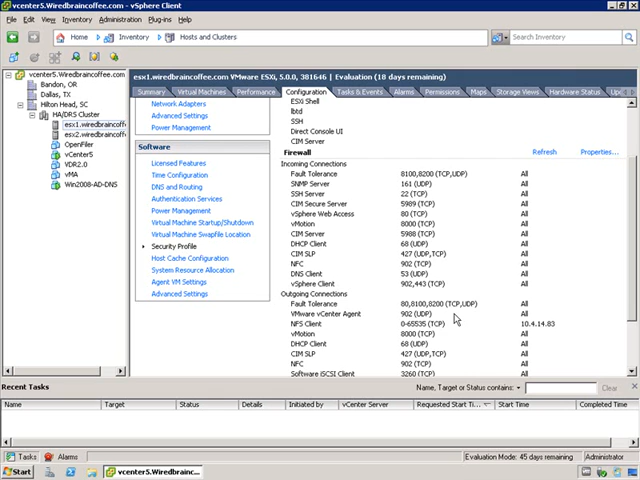 vcenter5.Wiredbraincoffee.com - vSphere Client
File Edit View Inventory Administration Plug-ins Help
Home Inventory Hosts and Clusters Search Inventory
vcenter5.Wiredbraincoffee.com
Bandon, OR
Dallas, TX
Hilton Head, SC
HA/DRS Cluster
esx1.wiredbraincoff
esx2.wiredbraincoff
OpenFiler
vCenter5
VDR2.0
vMA
Win2008-AD-DNS
esx1.wiredbraincoffee.com VMware ESXi, 5.0.0, 381646 | Evaluation (18 days remaining)
Summary Virtual Machines Performance Configuration Tasks & Events Alarms Permissions Maps Storage Views Hardware Status
Network Adapters
Advanced Settings
Power Management
Software
Licensed Features
Time Configuration
DNS and Routing
Authentication Services
Power Management
Virtual Machine Startup/Shutdown
Virtual Machine Swapfile Location
Security Profile
Host Cache Configuration
System Resource Allocation
Agent VM Settings
Advanced Settings
ESXi Shell
lbtd
SSH
Direct Console UI
CIM Server
Firewall Refresh Properties...
Incoming Connections
Fault Tolerance 8100,8200 (TCP,UDP) All
SNMP Server 161 (UDP) All
SSH Server 22 (TCP) All
CIM Secure Server 5989 (TCP) All
vSphere Web Access 80 (TCP) All
vMotion 8000 (TCP) All
CIM Server 5988 (TCP) All
DHCP Client 68 (UDP) All
CIM SLP 427 (UDP,TCP) All
NFC 902 (TCP) All
DNS Client 53 (UDP) All
vSphere Client 902,443 (TCP) All
Outgoing Connections
Fault Tolerance 80,8100,8200 (TCP,UDP) All
VMware vCenter Agent 902 (UDP) All
NFS Client 0-65535 (TCP) 10.4.14.83
vMotion 8000 (TCP) All
DHCP Client 68 (UDP) All
CIM SLP 427 (UDP,TCP) All
NFC 902 (TCP) All
Software iSCSI Client 3260 (TCP) All
Recent Tasks Name, Target or Status contains: Clear
Name Target Status Details Initiated by vCenter Server Requested Start Ti... Start Time Completed Time
Tasks Alarms Evaluation Mode: 45 days remaining Administrator
Start vcenter5.Wiredbrainc...